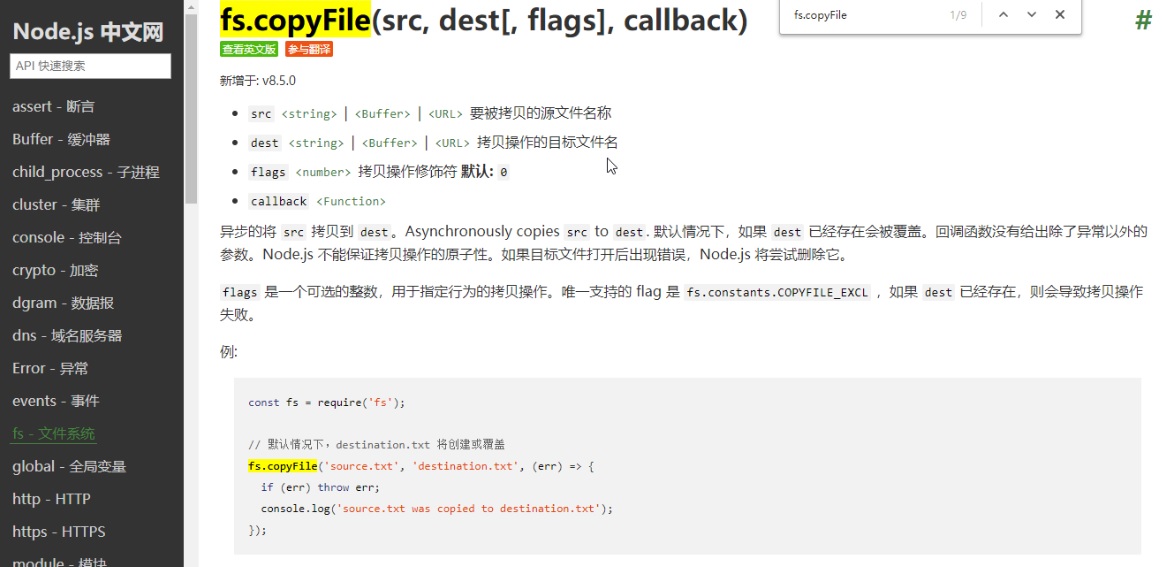 Node.js 中文网
API 快速搜索
assert - 断言
Buffer - 缓冲器
child_process - 子进程
cluster - 集群
console - 控制台
crypto - 加密
dgram - 数据报
dns - 域名服务器
Error - 异常
events - 事件
fs - 文件系统
global - 全局变量
http - HTTP
https - HTTPS
module - 模块
fs.copyFile(src, dest[, flags], callback)
fs.copyFile 1/9
#
查看英文版 参与翻译
新增于: v8.5.0
src <string> | <Buffer> | <URL> 要被拷贝的源文件名称
dest <string> | <Buffer> | <URL> 拷贝操作的目标文件名
flags <number> 拷贝操作修饰符 默认: 0
callback <Function>
异步的将 src 拷贝到 dest。Asynchronously copies src to dest. 默认情况下，如果 dest 已经存在会被覆盖。回调函数没有给出除了异常以外的
参数。Node.js 不能保证拷贝操作的原子性。如果目标文件打开后出现错误，Node.js 将尝试删除它。
flags 是一个可选的整数，用于指定行为的拷贝操作。唯一支持的 flag 是 fs.constants.COPYFILE_EXCL ，如果 dest 已经存在，则会导致拷贝操作
失败。
例:
const fs = require('fs');
// 默认情况下，destination.txt 将创建或覆盖
fs.copyFile('source.txt', 'destination.txt', (err) => {
if (err) throw err;
console.log('source.txt was copied to destination.txt');
});